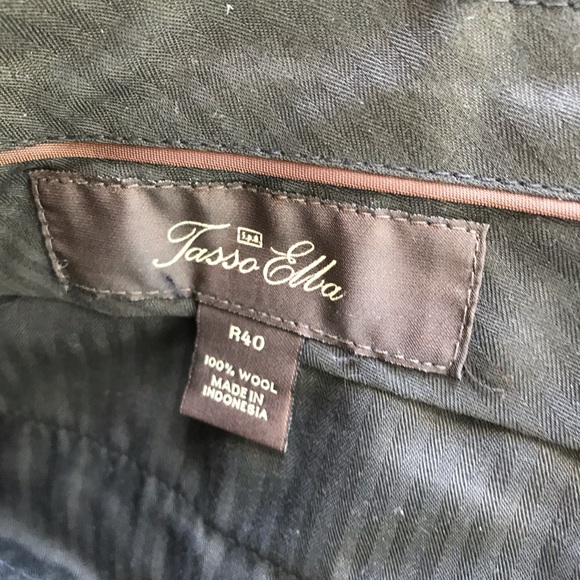 Tasso Elba
R40
100% WOOL
MADE IN
INDONESIA